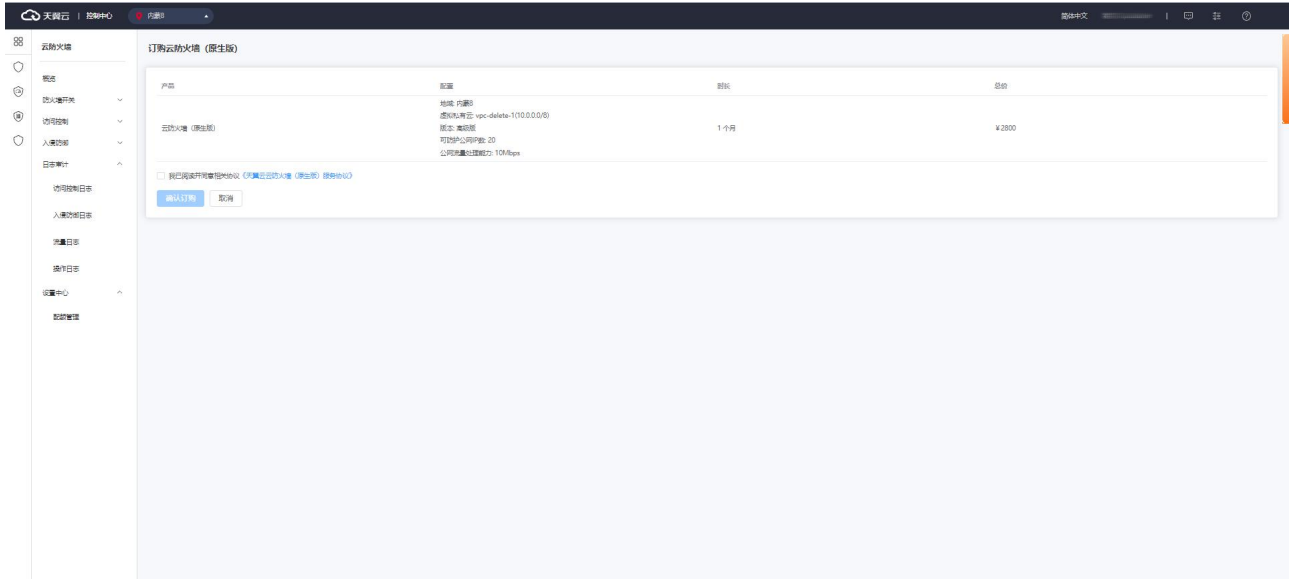 天翼云 | 控制中心 内蒙8
简体中文
云防火墙
概览
防火墙开关
访问控制
入侵防御
日志审计
访问控制日志
入侵防御日志
流量日志
操作日志
设置中心
配额管理
订购云防火墙（原生版）
产品 配置 时长 总价
云防火墙（原生版）
地域: 内蒙8
虚拟私有云: vpc-delete-1(10.0.0.0/8)
版本: 高级版
可防护公网IP数: 20
公网流量处理能力: 10Mbps
1 个月
¥2800
我已阅读并同意相关协议《天翼云云防火墙（原生版）服务协议》
确认订购 取消